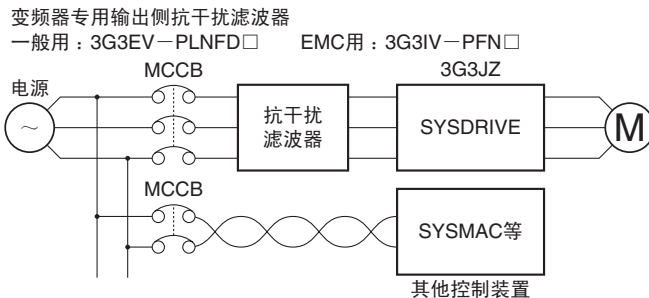 变频器专用输出侧抗干扰滤波器
一般用：3G3EV－PLNFD□ EMC用：3G3IV－PFN□
电源
MCCB
3G3JZ
～
抗干扰
滤波器
SYSDRIVE
M
MCCB
SYSMAC等
其他控制装置